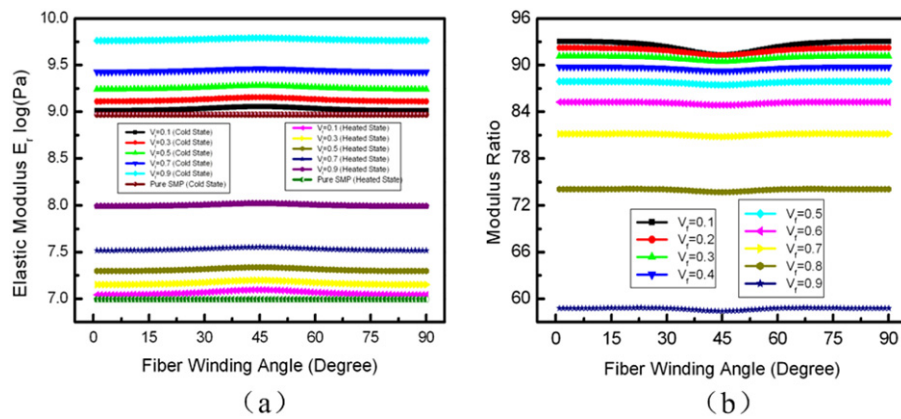 (a)
10.0
9.5
9.0
8.5
8.0
7.5
7.0
Elastic Modulus Er log(Pa)
Vf=0.1 (Cold State)
Vf=0.3 (Cold State)
Vf=0.5 (Cold State)
Vf=0.7 (Cold State)
Vf=0.9 (Cold State)
Pure SMP (Cold State)
Vf=0.1 (Heated State)
Vf=0.3 (Heated State)
Vf=0.5 (Heated State)
Vf=0.7 (Heated State)
Vf=0.9 (Heated State)
Pure SMP (Heated State)
0 15 30 45 60 75 90
Fiber Winding Angle (Degree)
(a)
(b)
96
90
84
78
72
66
60
Modulus Ratio
Vf=0.1
Vf=0.2
Vf=0.3
Vf=0.4
Vf=0.5
Vf=0.6
Vf=0.7
Vf=0.8
Vf=0.9
0 15 30 45 60 75 90
Fiber Winding Angle (Degree)
(b)